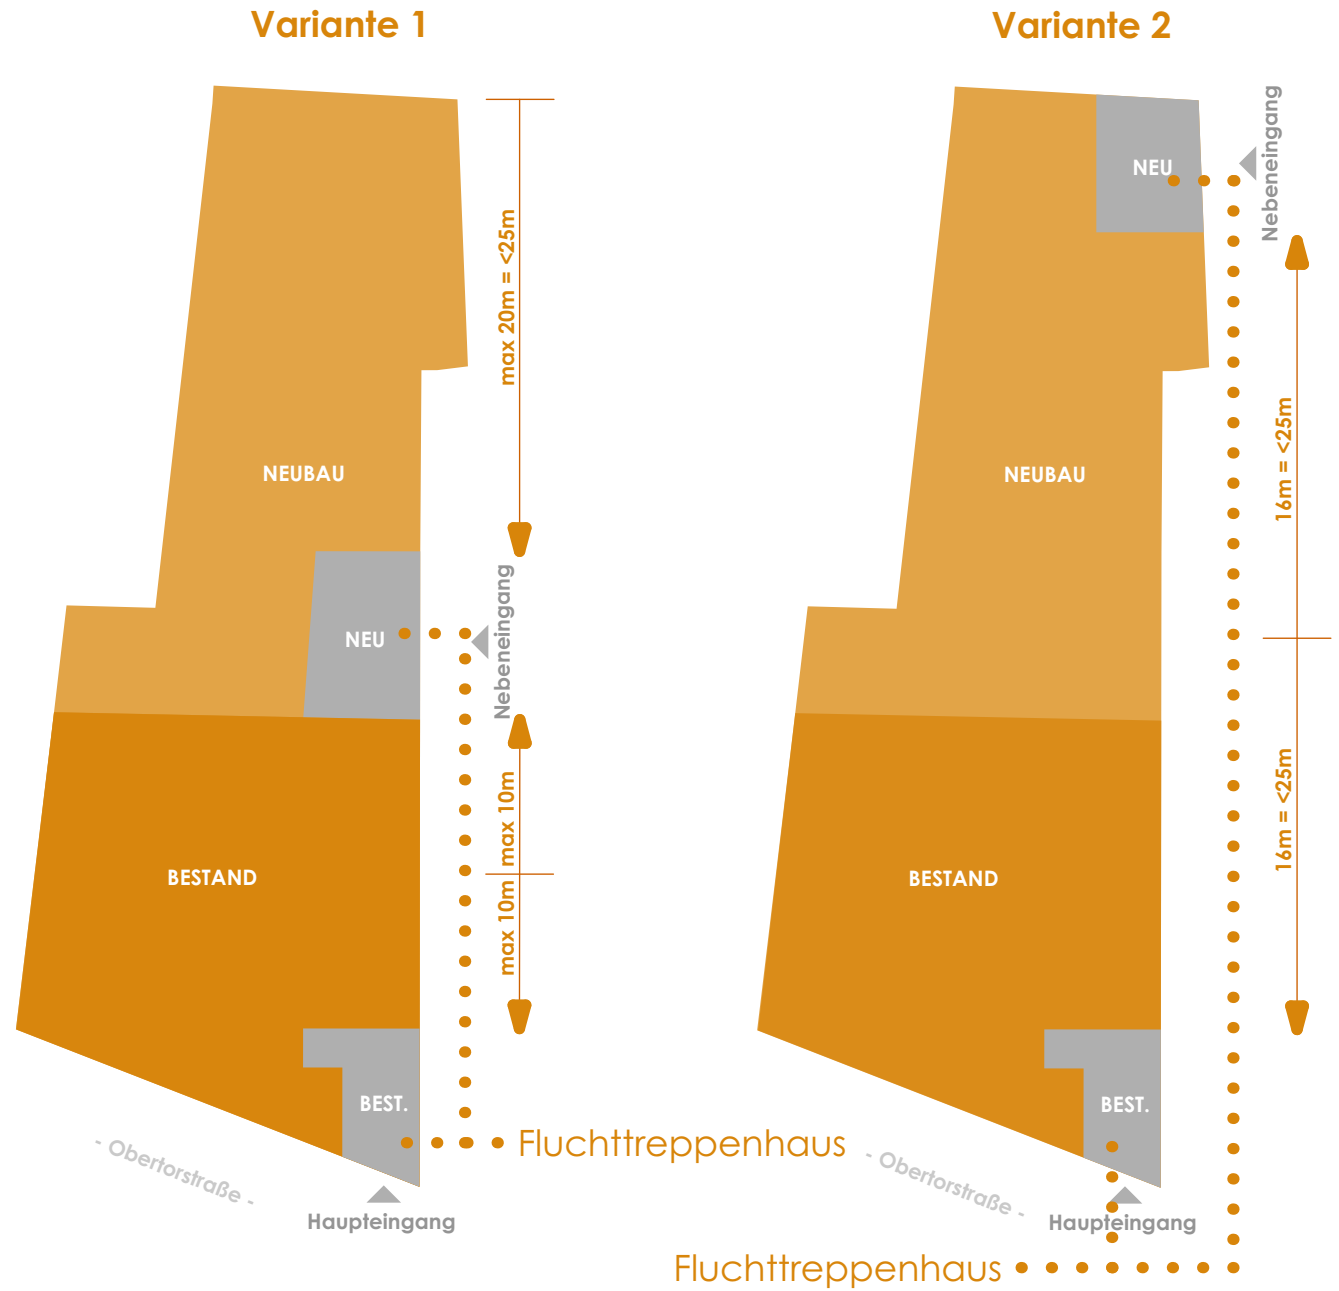 Variante 1
max 20m = <25m
NEUBAU
Nebeneingang
NEU
max 10m
BESTAND
max 10m
BEST.
Fluchttreppenhaus
- Obertorstraße -
Haupteingang
Variante 2
Nebeneingang
NEU
16m = <25m
NEUBAU
16m = <25m
BESTAND
BEST.
- Obertorstraße -
Haupteingang
Fluchttreppenhaus